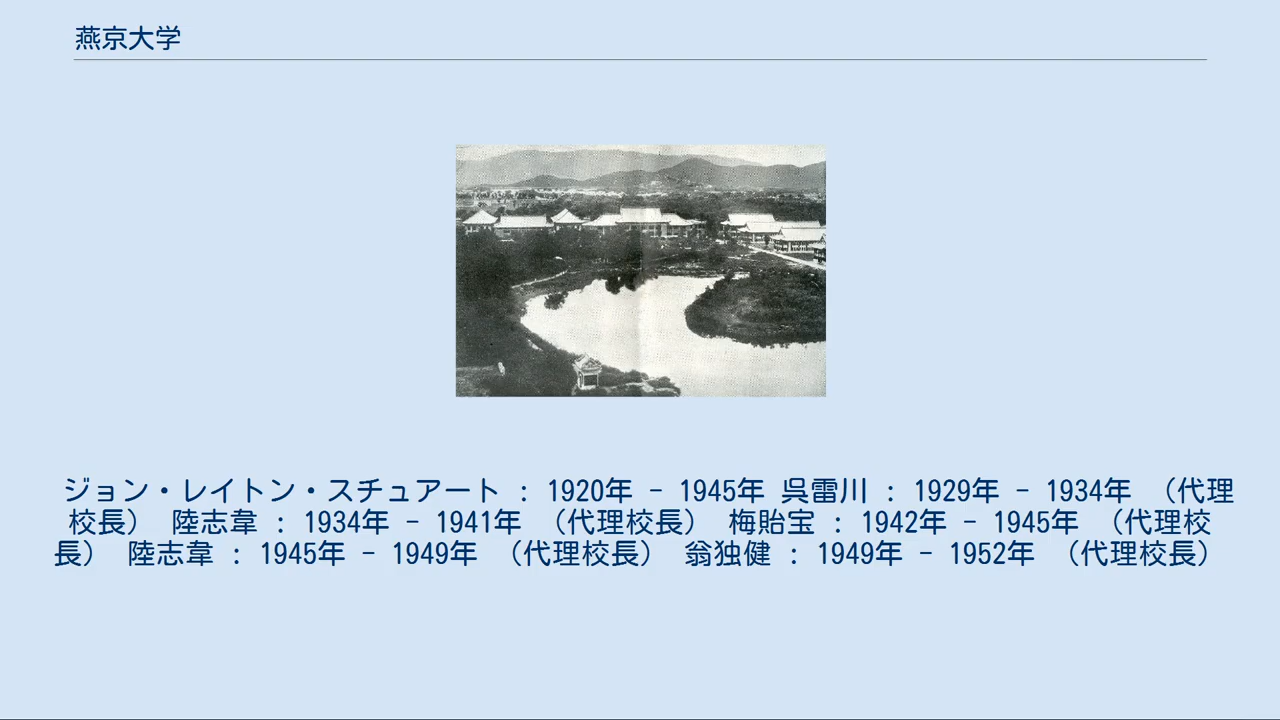 燕京大学
ジョン・レイトン・スチュアート : 1920年 - 1945年 呉雷川 : 1929年 - 1934年 （代理
校長） 陸志韋 : 1934年 - 1941年 （代理校長） 梅貽宝 : 1942年 - 1945年 （代理校
長） 陸志韋 : 1945年 - 1949年 （代理校長） 翁独健 : 1949年 - 1952年 （代理校長）